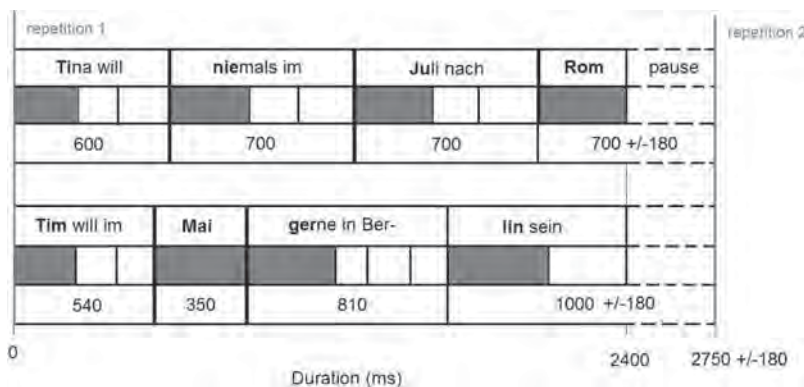 repetition 1
repetition 2
Tina will niemals im Juli nach Rom pause
600 700 700 700 +/-180
Tim will im Mai gerne in Ber- lin sein
540 350 810 1000 +/-180
0 2400 2750 +/-180
Duration (ms)